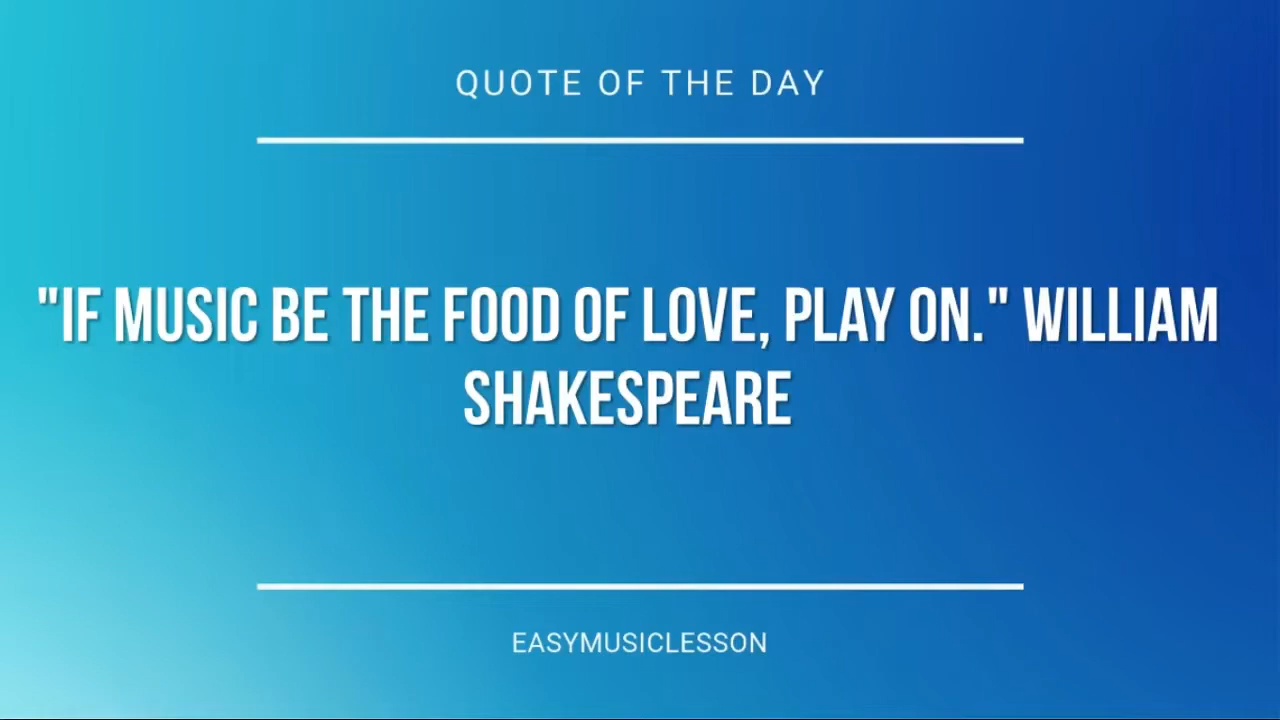 QUOTE OF THE DAY
"IF MUSIC BE THE FOOD OF LOVE, PLAY ON." WILLIAM
SHAKESPEARE
EASYMUSICLESSON